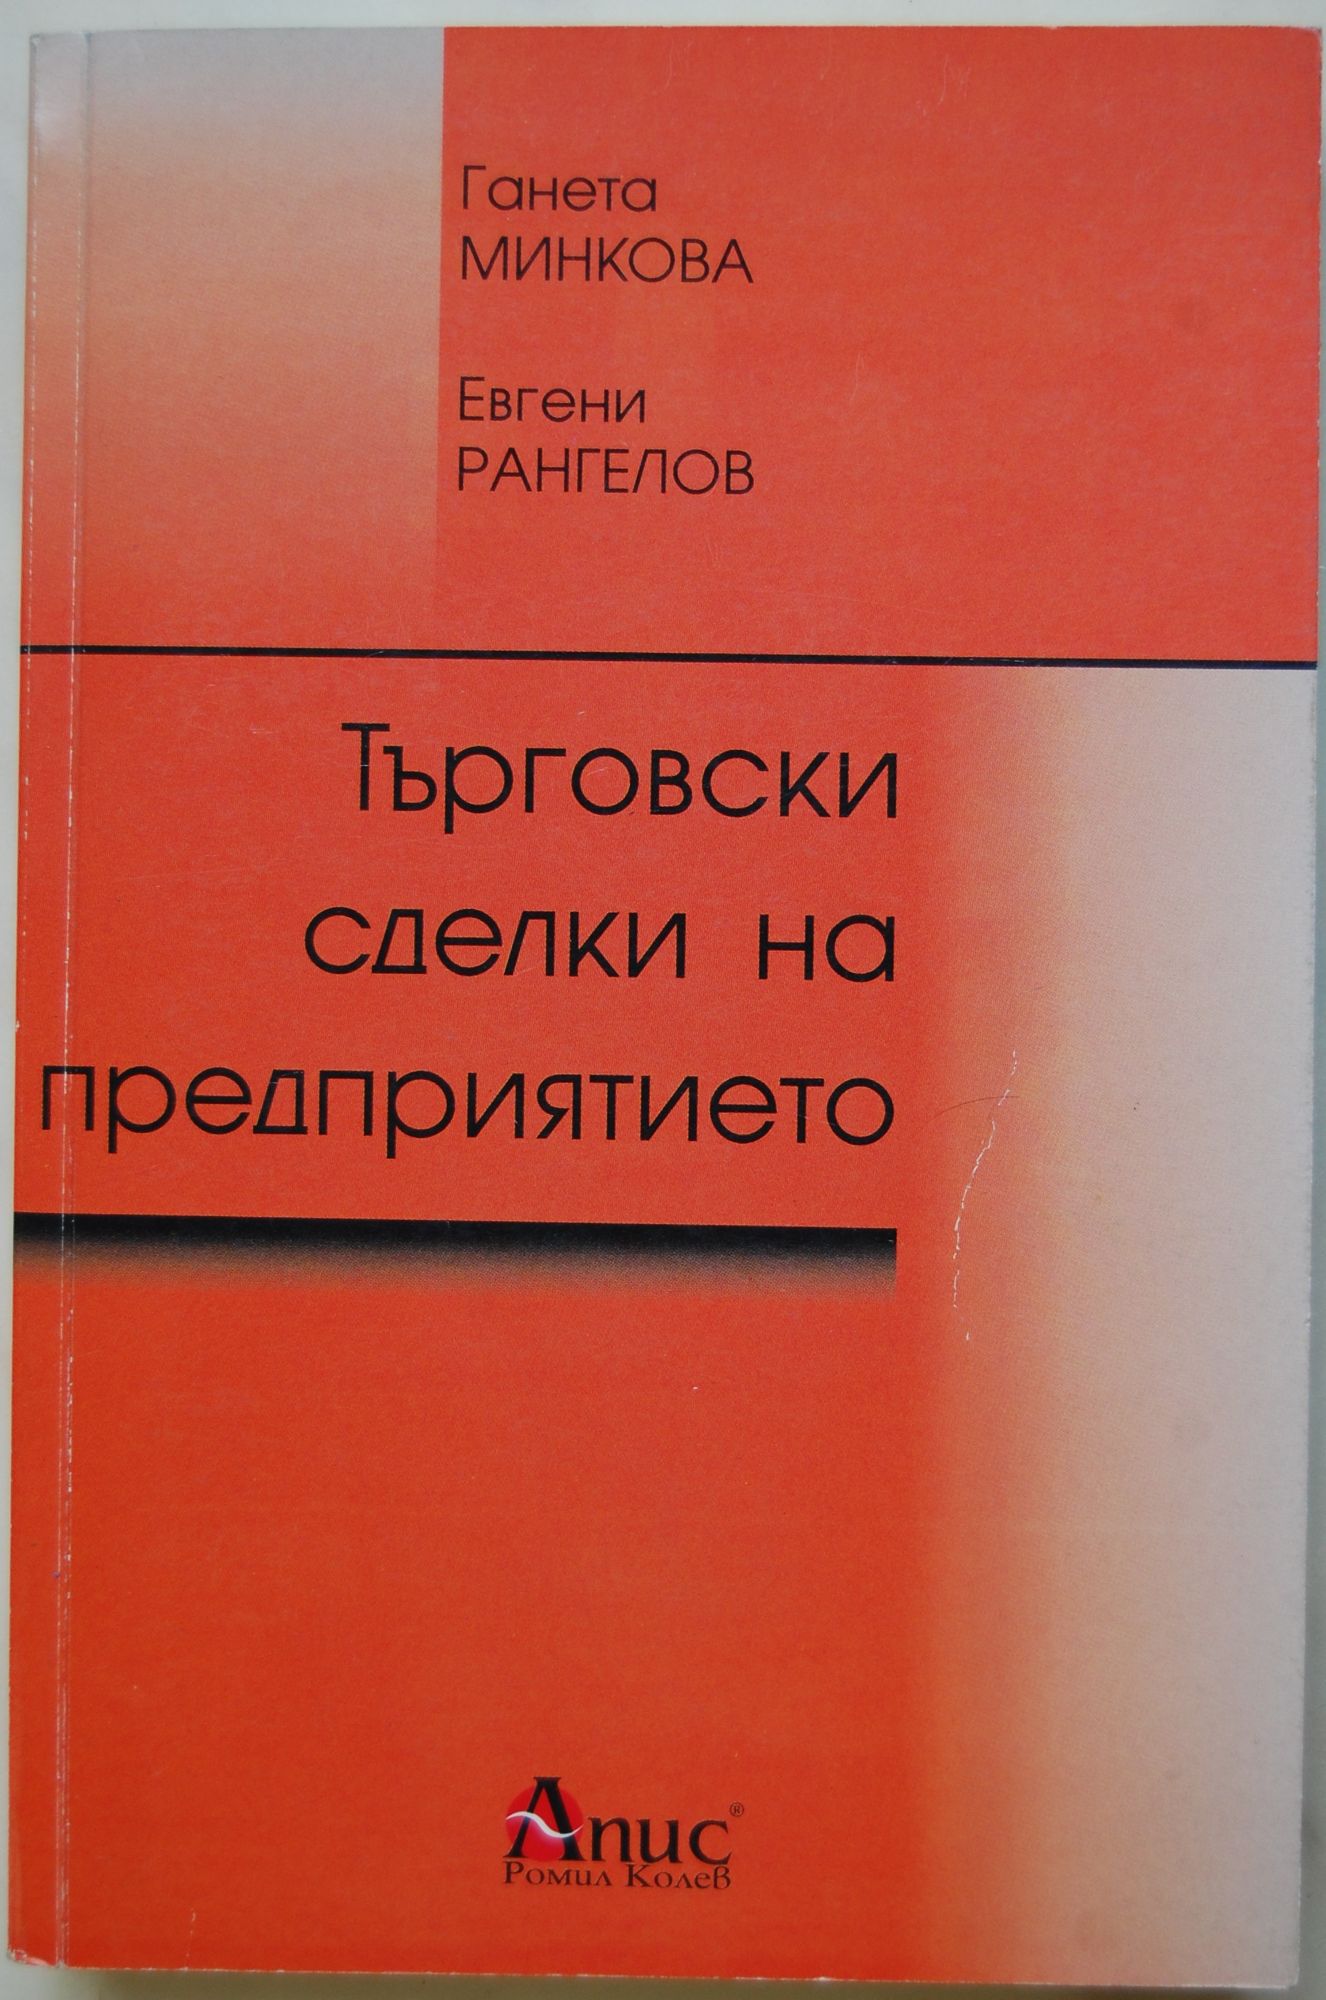 Ганета
МИНКОВА
Евгени
РАНГЕЛОВ
Търговски
сделки на
предприятието
Апис®
Ромил Колев